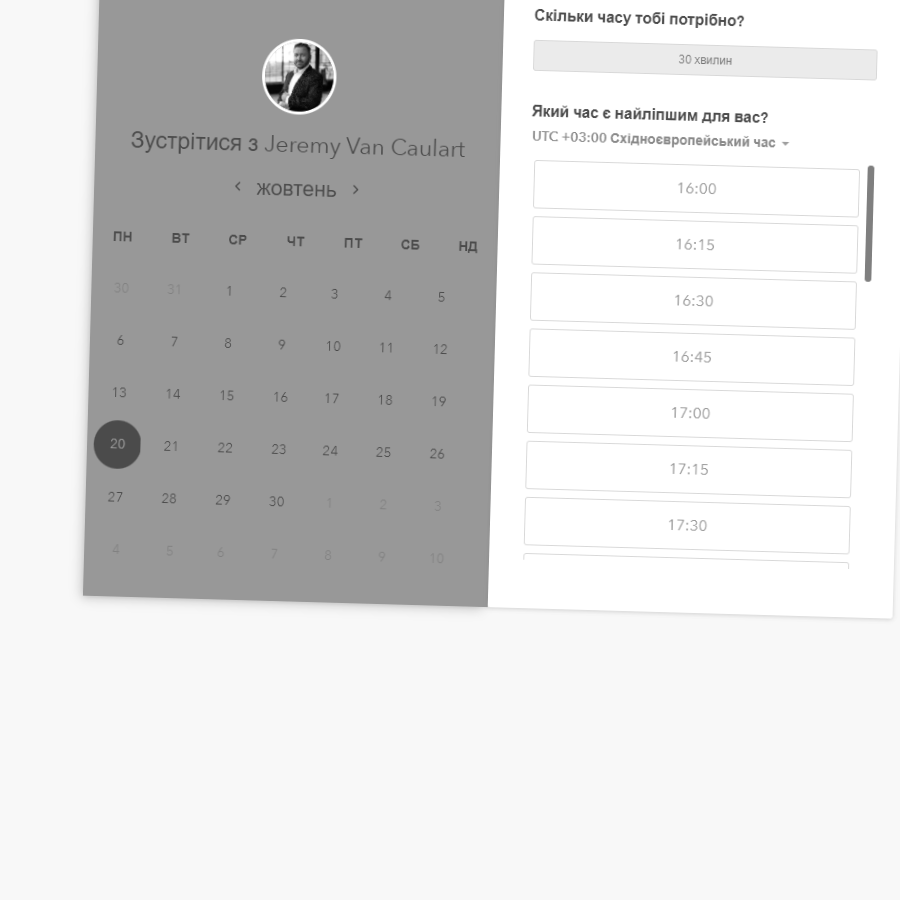 Зустрітися з Jeremy Van Caulart
жовтень
ПН ВТ СР ЧТ ПТ СБ НД
30 31 1 2 3 4 5
6 7 8 9 10 11 12
13 14 15 16 17 18 19
20 21 22 23 24 25 26
27 28 29 30 1 2 3
4 5 6 7 8 9 10
Скільки часу тобі потрібно?
30 хвилин
Який час є найліпшим для вас?
UTC +03:00 Східноєвропейський час
16:00
16:15
16:30
16:45
17:00
17:15
17:30